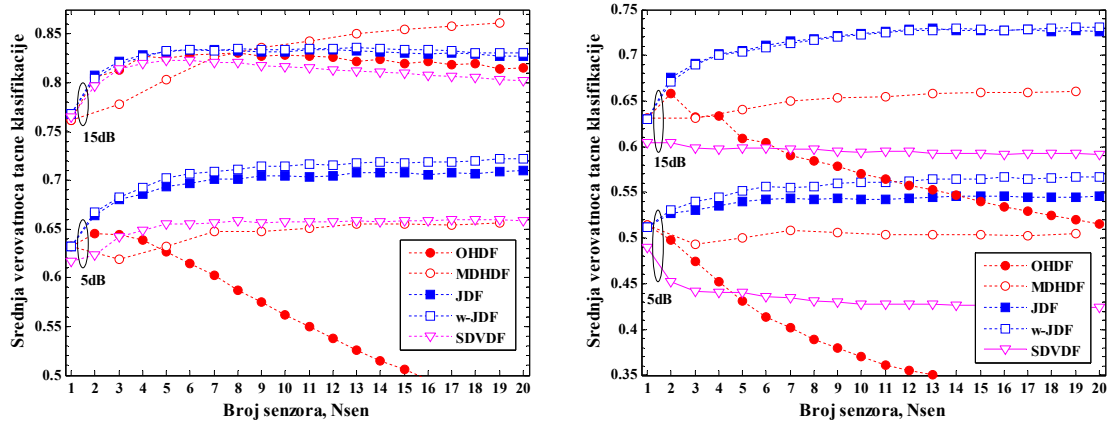 Srednja verovatnoca tacne klasifikacije
0.85
0.8
0.75
0.7
0.65
0.6
0.55
0.5
15dB
5dB
OHDF
MDHDF
JDF
w-JDF
SDVDF
1 2 3 4 5 6 7 8 9 10 11 12 13 14 15 16 17 18 19 20
Broj senzora, Nsen
Srednja verovatnoca tacne klasifikacije
0.75
0.7
0.65
0.6
0.55
0.5
0.45
0.4
0.35
15dB
5dB
OHDF
MDHDF
JDF
w-JDF
SDVDF
1 2 3 4 5 6 7 8 9 10 11 12 13 14 15 16 17 18 19 20
Broj senzora, Nsen